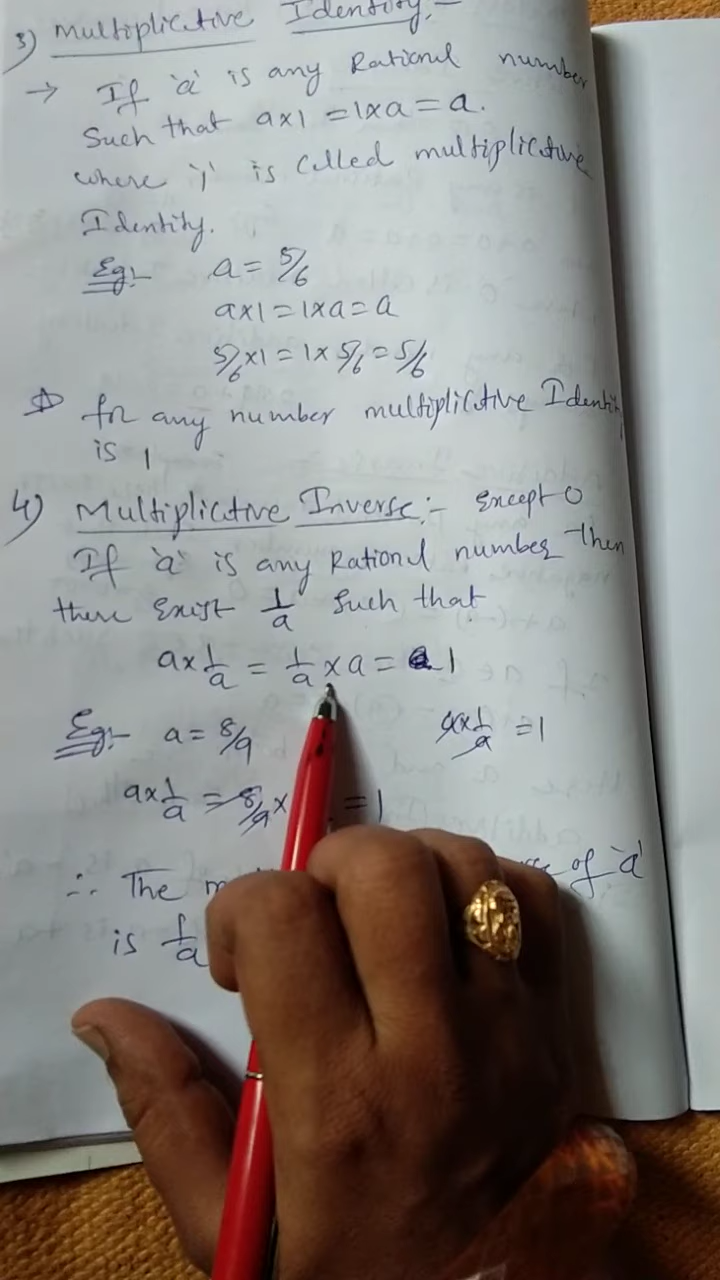 3) Multiplicative Identity:-
→ If 'a' is any Rational number
Such that a×1 = 1×a = a.
where '1' is Called multiplicative
Identity.
Eg:- a = 5/6
a×1 = 1×a = a
5/6×1 = 1×5/6 = 5/6
for any number multiplicative Identity
is 1
4) Multiplicative Inverse:- Except 0
If 'a' is any Rational number Then
there Exist 1/a Such that
a×1/a = 1/a×a = 1
Eg:- a = 8/9 a×1/a = 1
a×1/a = 8/9× = 1
∴ The of 'a'
is 1/a